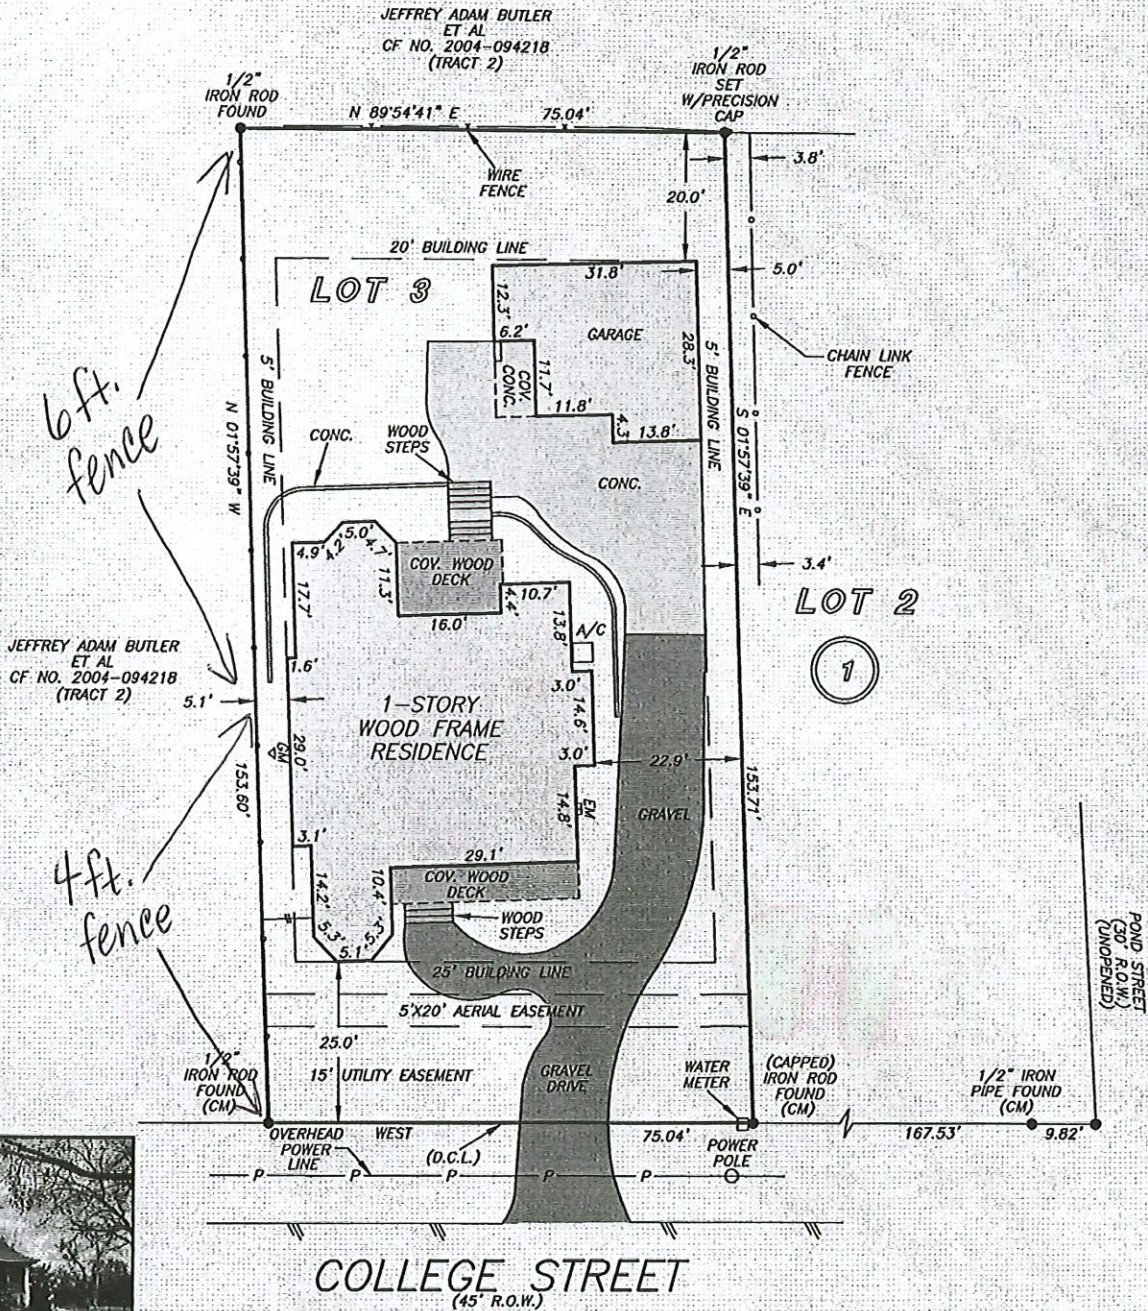 JEFFREY ADAM BUTLER
ET AL
CF NO. 2004-094218
(TRACT 2)
1/2"
IRON ROD
FOUND
N 89°54'41" E
75.04'
1/2"
IRON ROD
SET
W/PRECISION
CAP
3.8'
WIRE
FENCE
20.0'
20' BUILDING LINE
LOT 3
31.8'
5.0'
12.3'
6.2'
GARAGE
28.3'
5' BUILDING LINE
CHAIN LINK
FENCE
5' BUILDING LINE
COV.
CONC.
11.7'
11.8'
4.3'
13.8'
6ft.
fence
N 01°57'39" W
S 01°57'39" E
CONC.
WOOD
STEPS
CONC.
4.9'
4.2'
5.0'
4.7'
COV. WOOD
DECK
3.4'
17.7'
11.3'
4.4'
10.7'
16.0'
13.8'
A/C
LOT 2
1
JEFFREY ADAM BUTLER
ET AL
CF NO. 2004-094218
(TRACT 2)
5.1'
1.6'
3.0'
14.6'
1-STORY
WOOD FRAME
RESIDENCE
GM
29.0'
3.0'
22.9'
153.60'
153.71'
14.8'
EM
GRAVEL
3.1'
29.1'
COV. WOOD
DECK
4ft.
fence
14.2'
10.4'
WOOD
STEPS
5.3'
5.1'
5.3'
25' BUILDING LINE
5'X20' AERIAL EASEMENT
POND STREET
(30' R.O.W.)
(UNOPENED)
25.0'
15' UTILITY EASEMENT
GRAVEL
DRIVE
1/2"
IRON ROD
FOUND
(CM)
WATER
METER
(CAPPED)
IRON ROD
FOUND
(CM)
1/2" IRON
PIPE FOUND
(CM)
OVERHEAD
POWER
LINE
WEST
(D.C.L.)
75.04'
POWER
POLE
167.53'
9.82'
P P P P P
COLLEGE STREET
(45' R.O.W.)